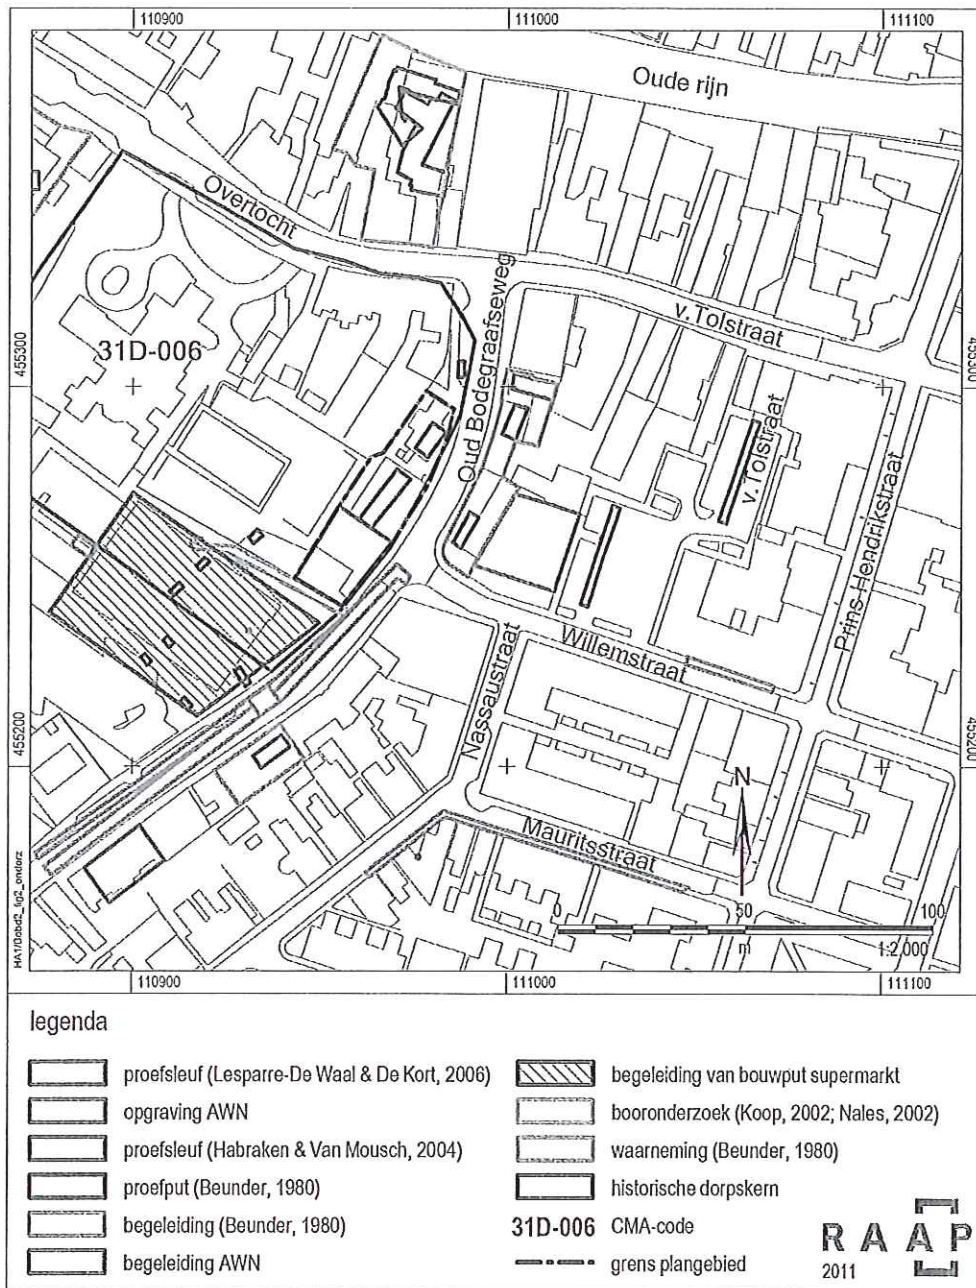 110900
111000
111100
Oude rijn
Overtocht
Oud Bodegraafseweg
v.Tolstraat
455300
31D-006
455300
v.Tolstraat
Prins Hendrikstraat
Willemstraat
Nassaustraat
455200
455200
N
Mauritsstraat
0
50
100
m
1:2000
110900
111000
111100
legenda
proefsleuf (Lesparre-De Waal & De Kort, 2006)
opgraving AWN
proefsleuf (Habraken & Van Mousch, 2004)
proefput (Beunder, 1980)
begeleiding (Beunder, 1980)
begeleiding AWN
begeleiding van bouwput supermarkt
booronderzoek (Koop, 2002; Nales, 2002)
waarneming (Beunder, 1980)
historische dorpskern
31D-006 CMA-code
grens plangebied
RAAP
2011